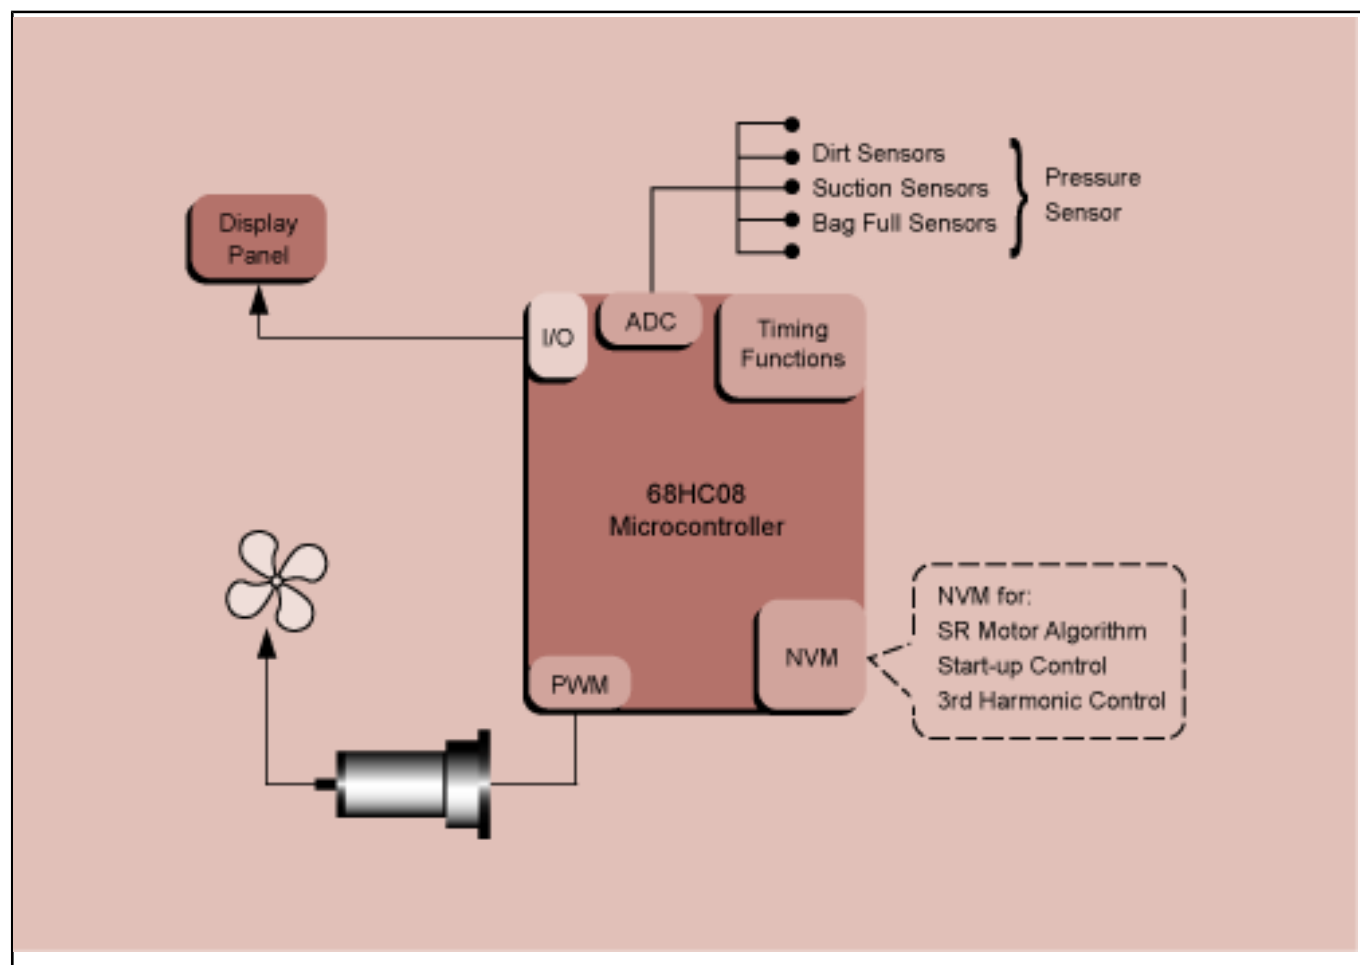 Dirt Sensors
Suction Sensors
Bag Full Sensors
Pressure
Sensor
Display
Panel
I/O
ADC
Timing
Functions
68HC08
Microcontroller
NVM for:
SR Motor Algorithm
Start-up Control
3rd Harmonic Control
NVM
PWM